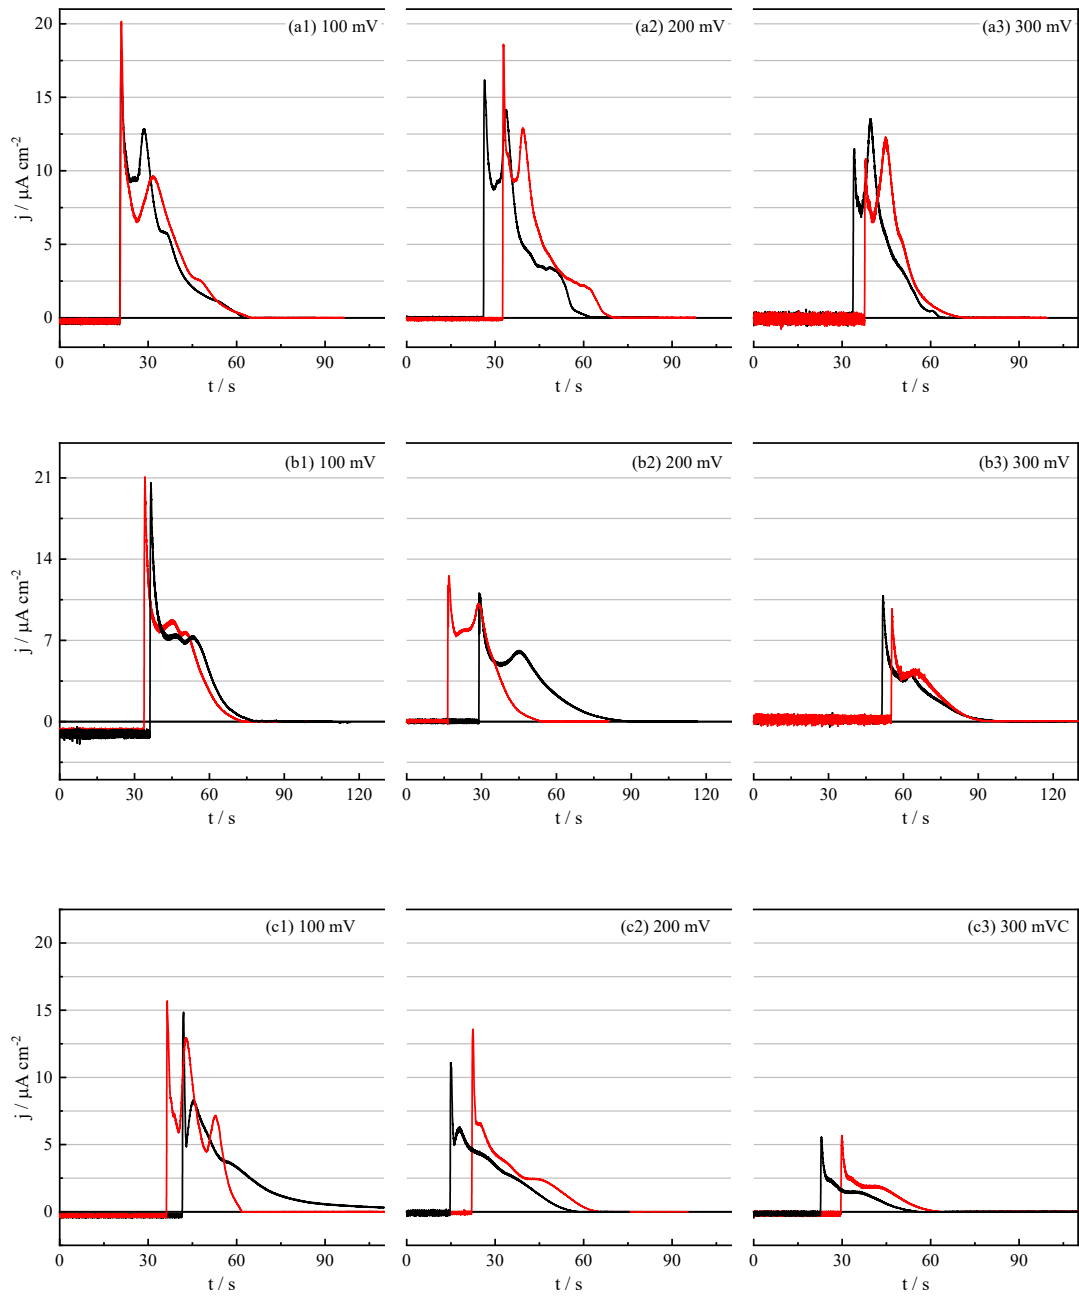 (a1) 100 mV
(a2) 200 mV
(a3) 300 mV
20
15
10
5
0
j / μA cm-2
0 30 60 90
0 30 60 90
0 30 60 90
t / s
t / s
t / s
(b1) 100 mV
(b2) 200 mV
(b3) 300 mV
21
14
7
0
j / μA cm-2
0 30 60 90 120
0 30 60 90 120
0 30 60 90 120
t / s
t / s
t / s
(c1) 100 mV
(c2) 200 mV
(c3) 300 mVC
20
15
10
5
0
j / μA cm-2
0 30 60 90
0 30 60 90
0 30 60 90
t / s
t / s
t / s